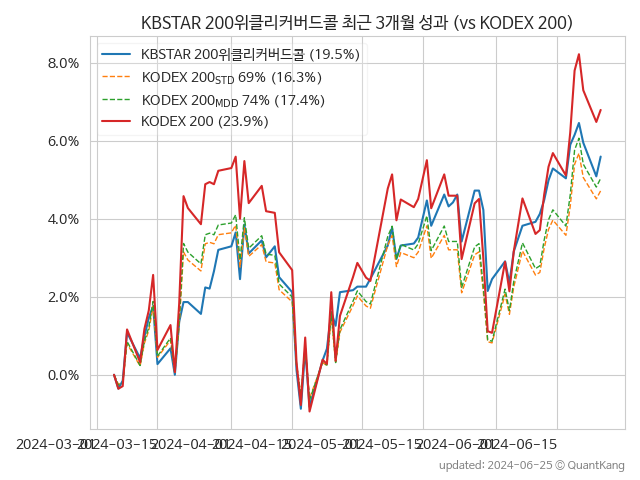 KBSTAR 200위클리커버드콜 최근 3개월 성과 (vs KODEX 200)
KBSTAR 200위클리커버드콜 (19.5%)
KODEX 200STD 69% (16.3%)
KODEX 200MDD 74% (17.4%)
KODEX 200 (23.9%)
8.0%
6.0%
4.0%
2.0%
0.0%
2024-03-01 2024-03-15 2024-04-01 2024-04-15 2024-05-01 2024-05-15 2024-06-01 2024-06-15
updated: 2024-06-25 © QuantKang